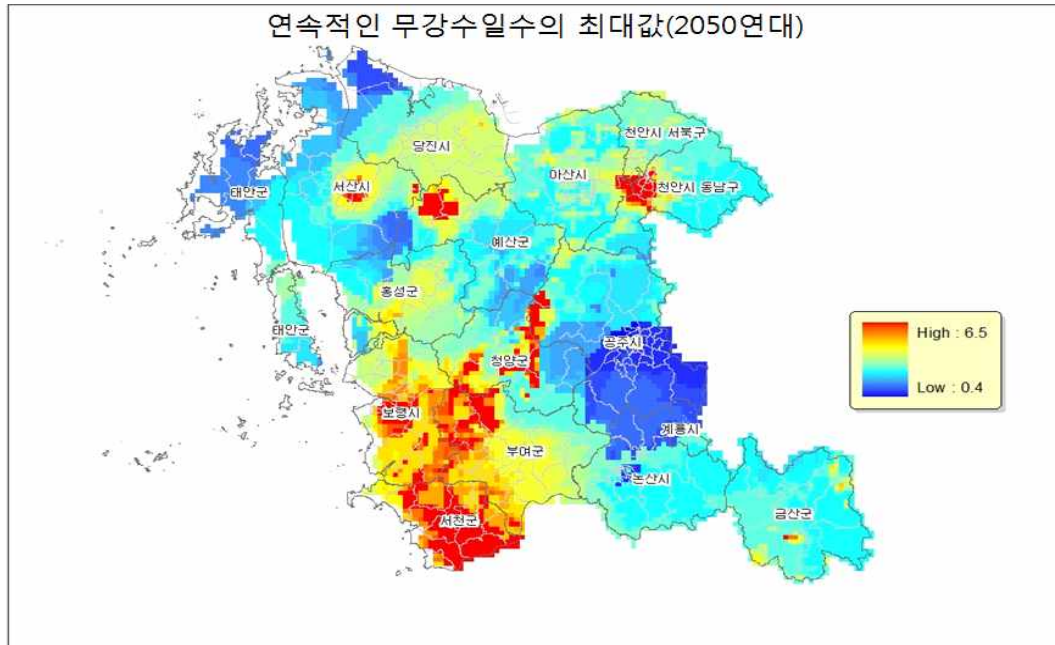 연속적인 무강수일수의 최대값(2050연대)
천안시 서북구
당진시
아산시
서산시
천안시 동남구
태안군
예산군
홍성군
태안군
공주시
청양군
보령시
계룡시
부여군
논산시
서천군
금산군
High : 6.5
Low : 0.4